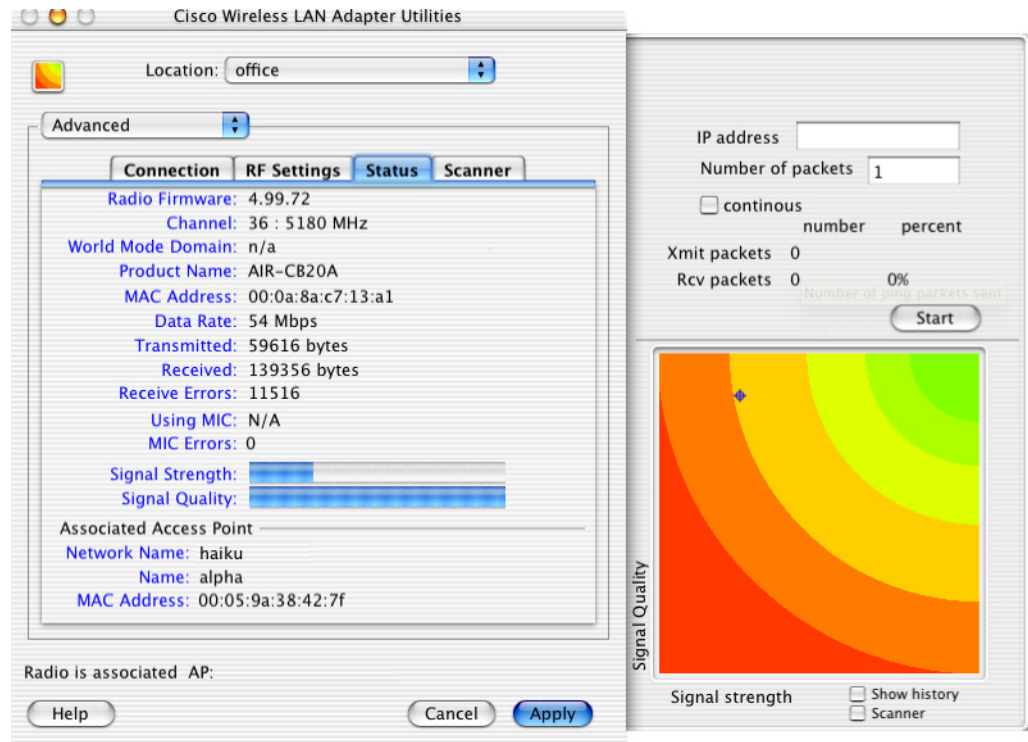 Cisco Wireless LAN Adapter Utilities
Location: office
Advanced
Connection RF Settings Status Scanner
Radio Firmware: 4.99.72
Channel: 36 : 5180 MHz
World Mode Domain: n/a
Product Name: AIR-CB20A
MAC Address: 00:0a:8a:c7:13:a1
Data Rate: 54 Mbps
Transmitted: 59616 bytes
Received: 139356 bytes
Receive Errors: 11516
Using MIC: N/A
MIC Errors: 0
Signal Strength:
Signal Quality:
Associated Access Point
Network Name: haiku
Name: alpha
MAC Address: 00:05:9a:38:42:7f
Radio is associated AP:
Help Cancel Apply
IP address
Number of packets 1
continous
number percent
Xmit packets 0
Rcv packets 0 0%
Number of ping packets sent
Start
Signal Quality
Signal strength
Show history
Scanner